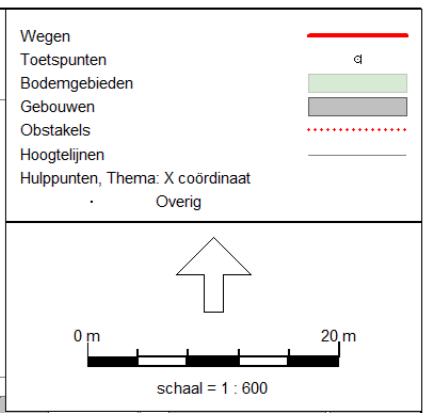 Wegen
Toetspunten
Bodemgebieden
Gebouwen
Obstakels
Hoogtelijnen
Hulppunten, Thema: X coördinaat
Overig
0 m 20 m
schaal = 1 : 600